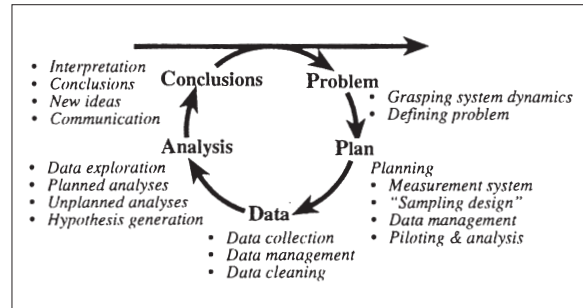 Problem
• Grasping system dynamics
• Defining problem
Plan
Planning
• Measurement system
• “Sampling design”
• Data management
• Piloting & analysis
Data
• Data collection
• Data management
• Data cleaning
Analysis
• Data exploration
• Planned analyses
• Unplanned analyses
• Hypothesis generation
Conclusions
• Interpretation
• Conclusions
• New ideas
• Communication